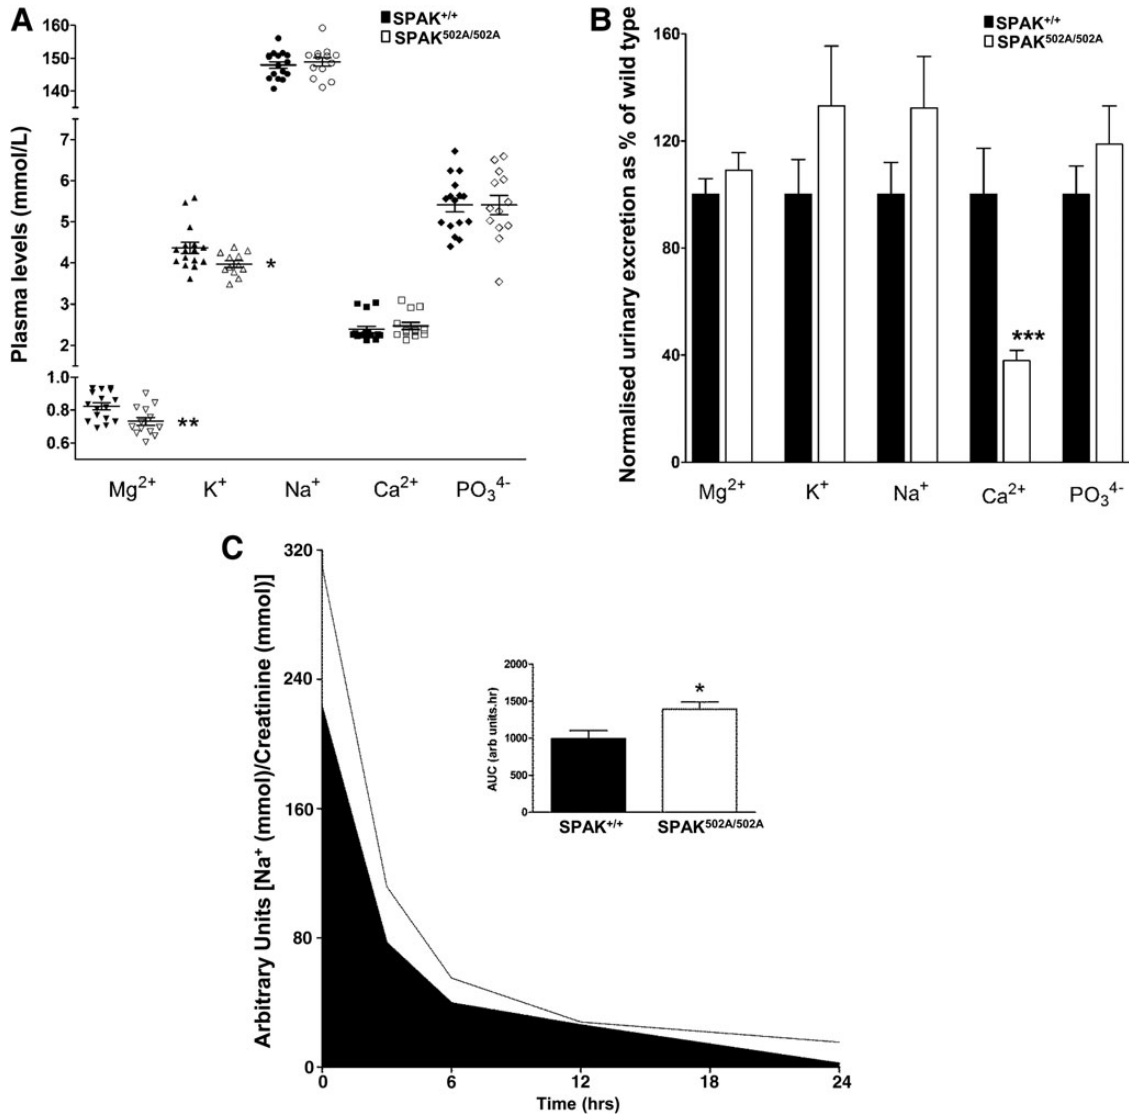 A
SPAK+/+
SPAK502A/502A
Plasma levels (mmol/L)
160
150
140
7
6
5
4
3
2
1.0
0.8
0.6
*
**
Mg2+ K+ Na+ Ca2+ PO34-
B
SPAK+/+
SPAK502A/502A
Normalised urinary excretion as % of wild type
160
120
80
40
0
***
Mg2+ K+ Na+ Ca2+ PO34-
C
Arbitrary Units [Na+ (mmol)/Creatinine (mmol)]
320
240
160
80
0
0 6 12 18 24
Time (hrs)
AUC (arb units.hr)
2000
1500
1000
500
0
*
SPAK+/+ SPAK502A/502A